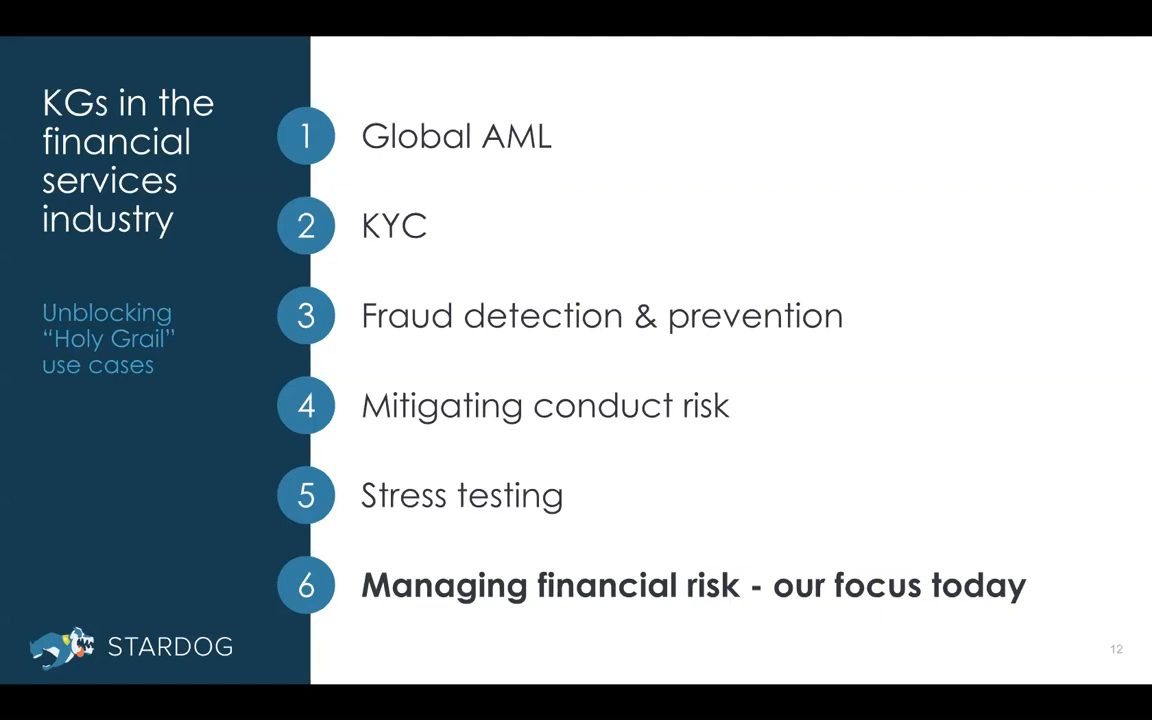 KGs in the
financial
services
industry
Unblocking
“Holy Grail”
use cases
1 Global AML
2 KYC
3 Fraud detection & prevention
4 Mitigating conduct risk
5 Stress testing
6 Managing financial risk - our focus today
STARDOG
12